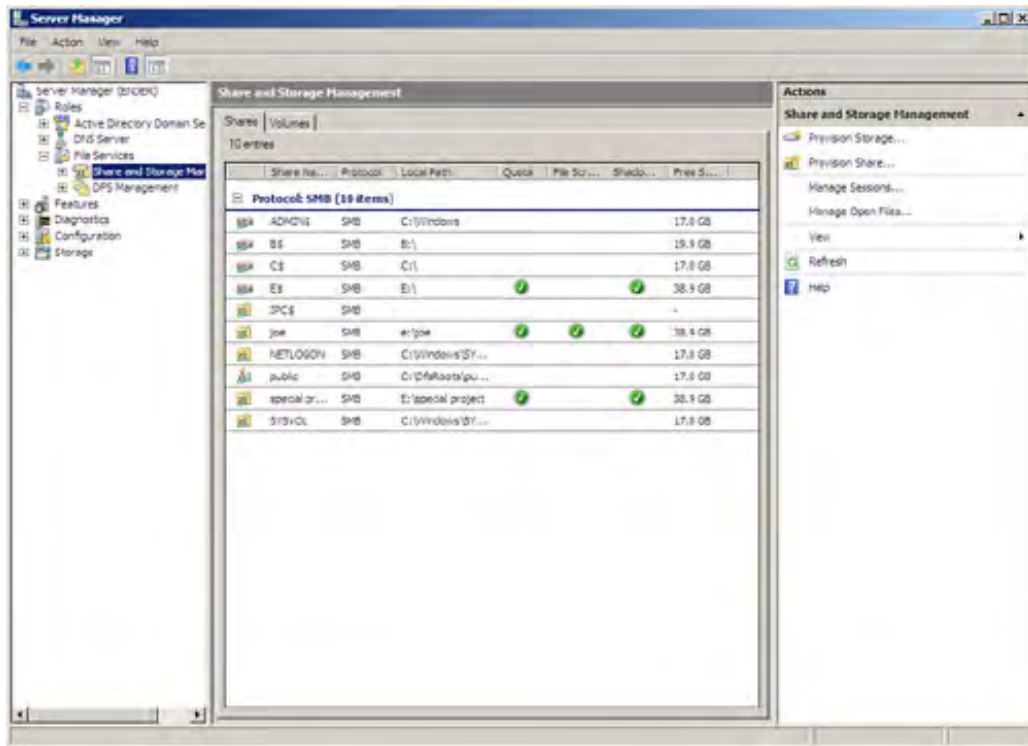 Server Manager
File Action View Help
Server Manager (ENDER)
Roles
Active Directory Domain Se
DNS Server
File Services
Share and Storage Mar
DFS Management
Features
Diagnostics
Configuration
Storage
Share and Storage Management
Shares Volumes
10 entries
Share Na... Protocol Local Path Quota File Scr... Shado... Free S...
Protocol: SMB (10 items)
ADMIN$ SMB C:\Windows 17.8 GB
B$ SMB B:\ 19.9 GB
C$ SMB C:\ 17.8 GB
E$ SMB E:\ 38.9 GB
IPC$ SMB -
joe SMB e:\joe 38.9 GB
NETLOGON SMB C:\Windows\SY... 17.8 GB
public SMB C:\DfsRoots\pu... 17.8 GB
special pr... SMB E:\special project 38.9 GB
SYSVOL SMB C:\Windows\SY... 17.8 GB
Actions
Share and Storage Management
Provision Storage...
Provision Share...
Manage Sessions...
Manage Open Files...
View
Refresh
Help